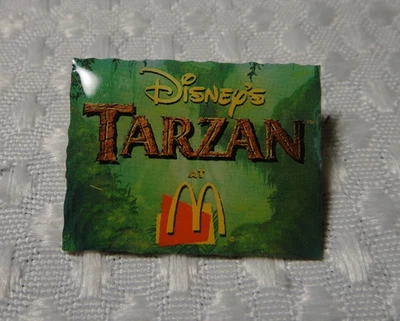 Disney's
TARZAN
AT
M